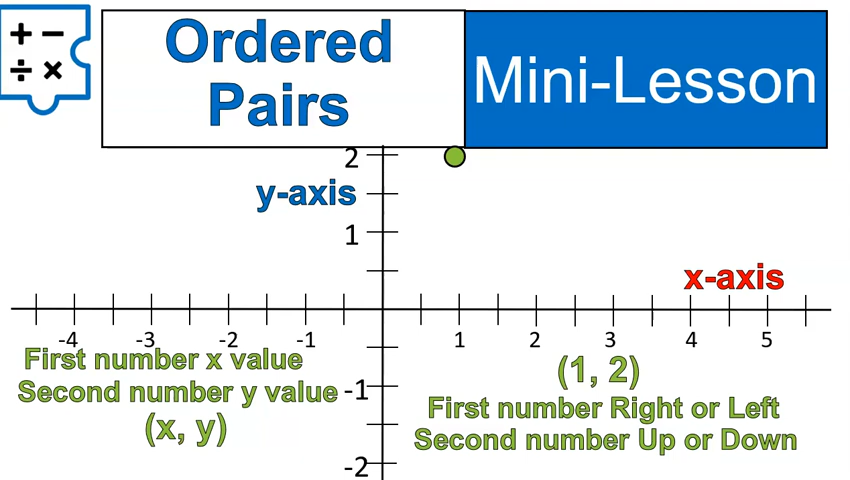 + −
÷ ×
Ordered
Pairs
Mini-Lesson
2
y-axis
1
x-axis
-4 -3 -2 -1 1 2 3 4 5
First number x value
Second number y value
(x, y)
-1
(1, 2)
First number Right or Left
Second number Up or Down
-2